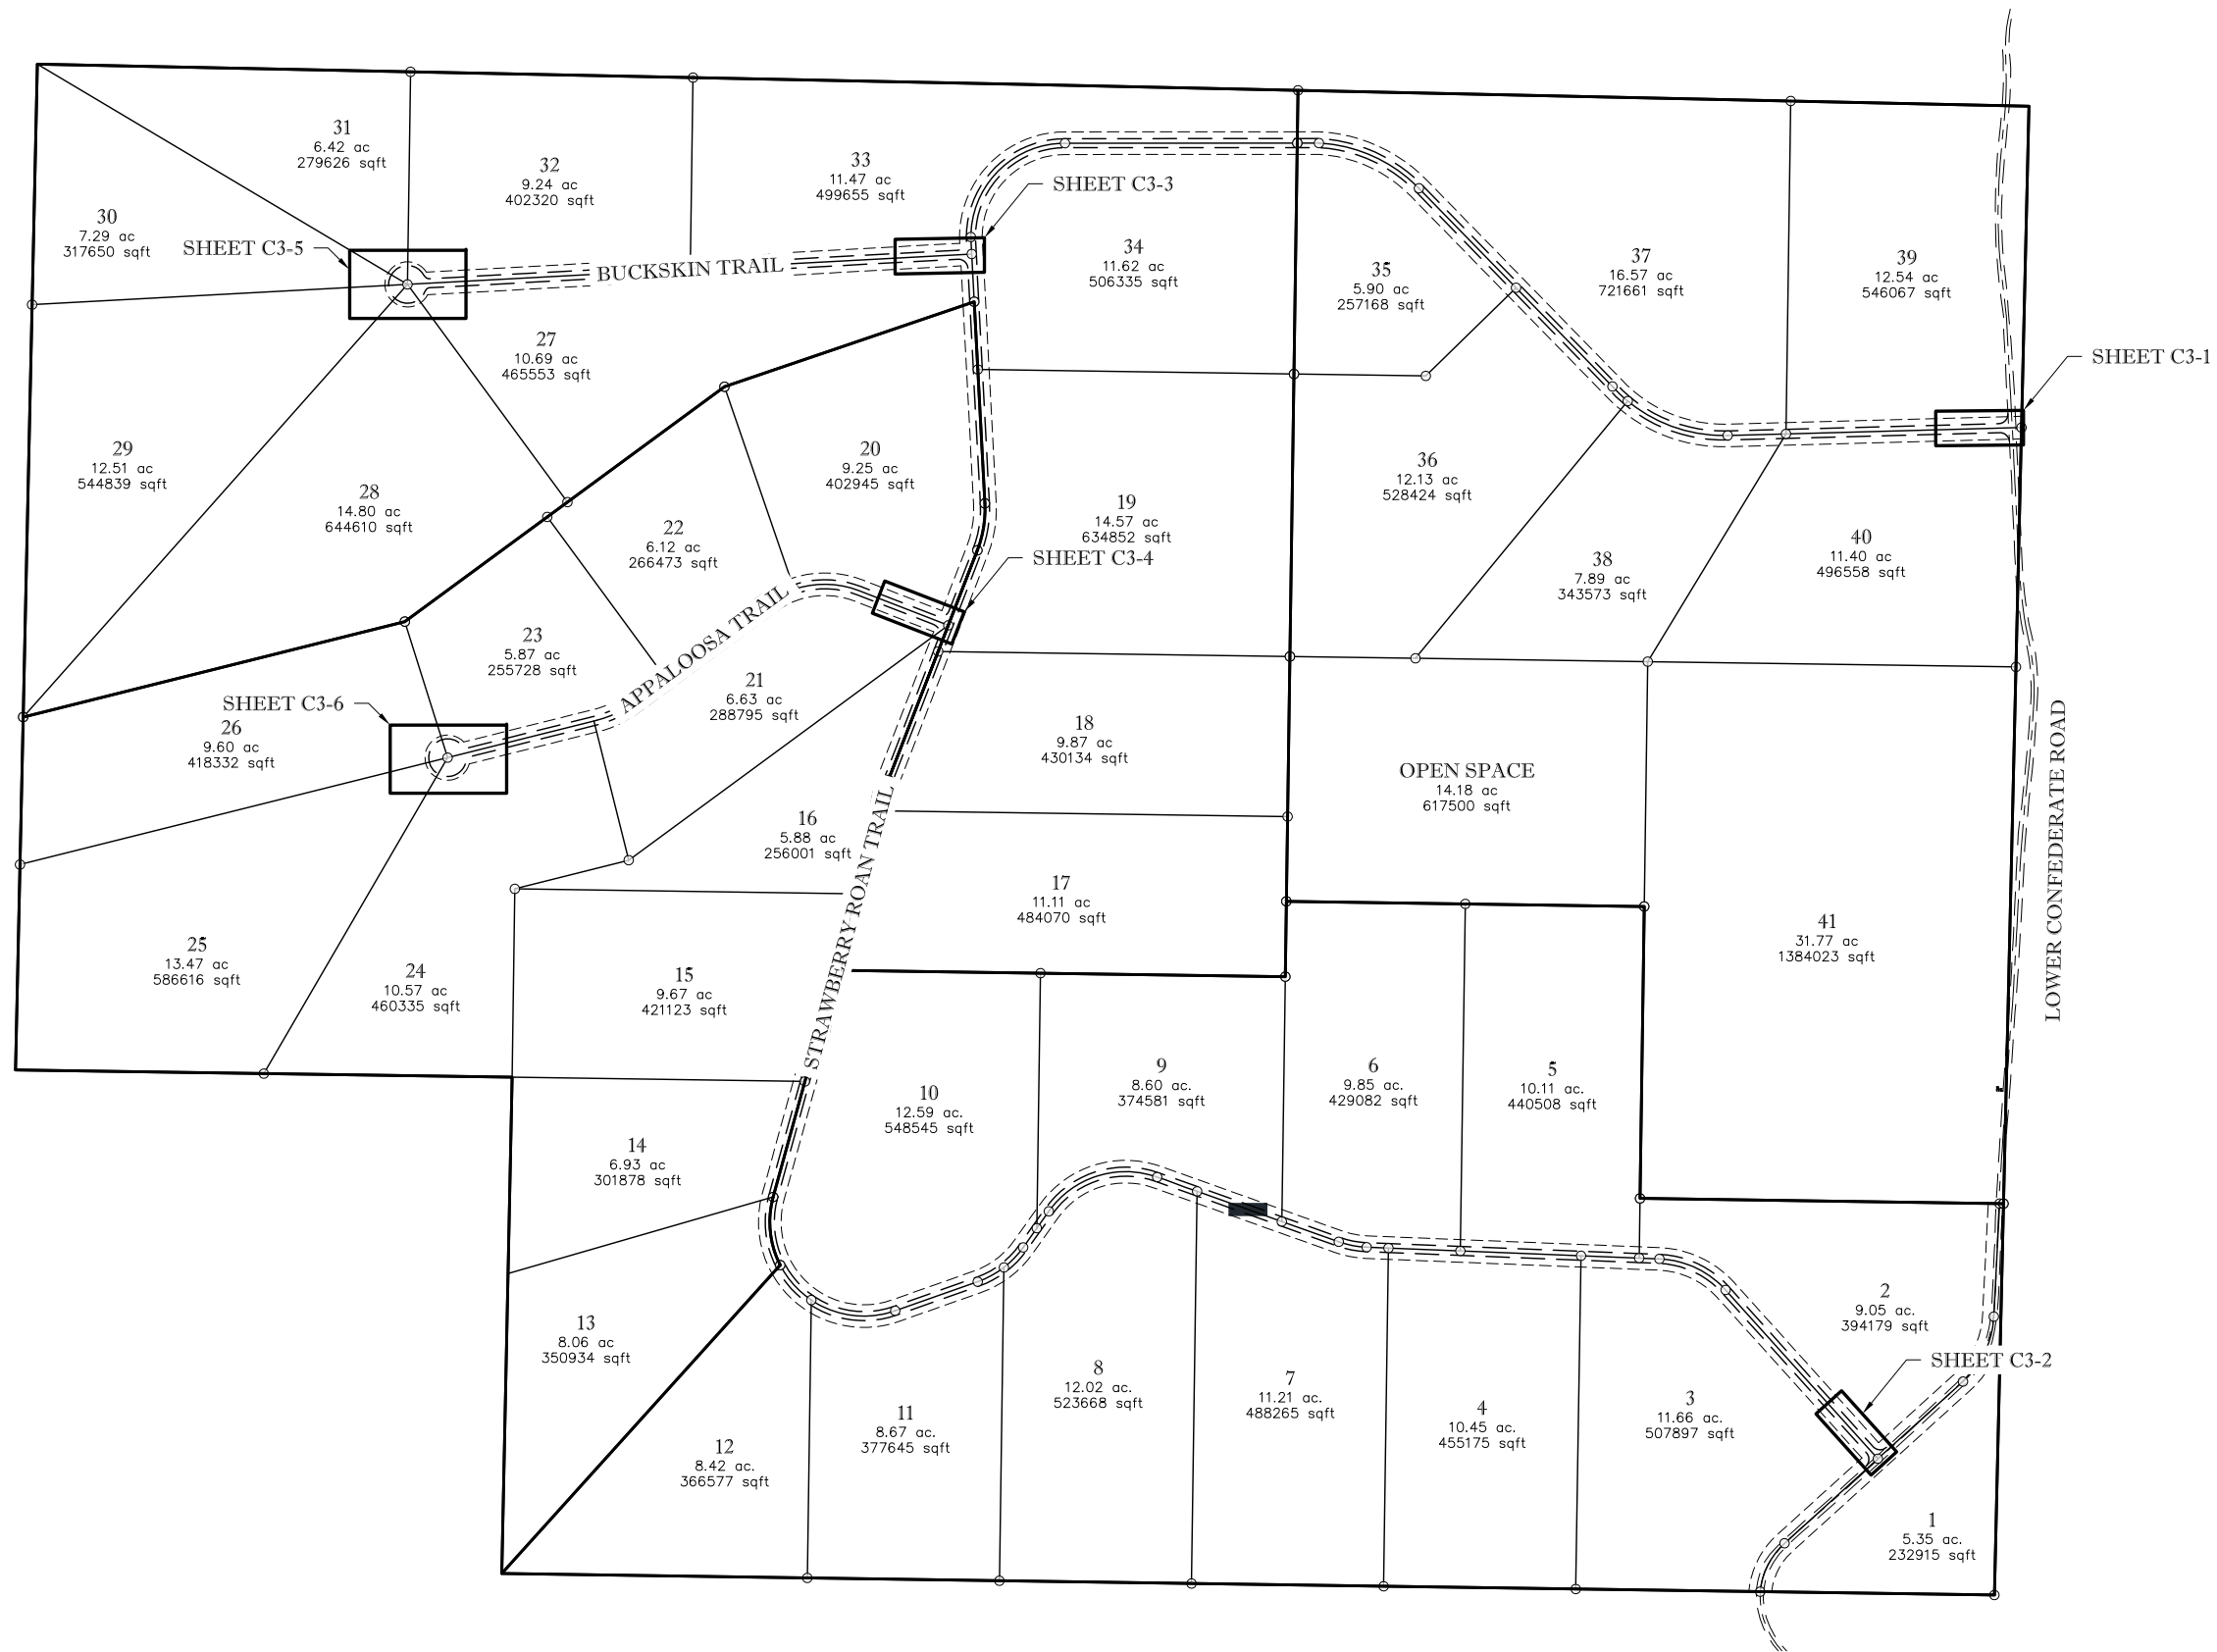 31
6.42 ac
279626 sqft
32
9.24 ac
402320 sqft
33
11.47 ac
499655 sqft
SHEET C3-3
30
7.29 ac
317650 sqft
SHEET C3-5
BUCKSKIN TRAIL
34
11.62 ac
506335 sqft
35
5.90 ac
257168 sqft
37
16.57 ac
721661 sqft
39
12.54 ac
546067 sqft
27
10.69 ac
465553 sqft
SHEET C3-1
29
12.51 ac
544839 sqft
28
14.80 ac
644610 sqft
20
9.25 ac
402945 sqft
36
12.13 ac
528424 sqft
19
14.57 ac
634852 sqft
22
6.12 ac
266473 sqft
SHEET C3-4
38
7.89 ac
343573 sqft
40
11.40 ac
496558 sqft
23
5.87 ac
255728 sqft
APPALOOSA TRAIL
SHEET C3-6
26
9.60 ac
418332 sqft
21
6.63 ac
288795 sqft
18
9.87 ac
430134 sqft
OPEN SPACE
14.18 ac
617500 sqft
LOWER CONFEDERATE ROAD
16
5.88 ac
256001 sqft
STRAWBERRY ROAN TRAIL
17
11.11 ac
484070 sqft
41
31.77 ac
1384023 sqft
25
13.47 ac
586616 sqft
24
10.57 ac
460335 sqft
15
9.67 ac
421123 sqft
10
12.59 ac.
548545 sqft
9
8.60 ac.
374581 sqft
6
9.85 ac.
429082 sqft
5
10.11 ac.
440508 sqft
14
6.93 ac
301878 sqft
2
9.05 ac.
394179 sqft
13
8.06 ac
350934 sqft
SHEET C3-2
12
8.42 ac.
366577 sqft
11
8.67 ac.
377645 sqft
8
12.02 ac.
523668 sqft
7
11.21 ac.
488265 sqft
4
10.45 ac.
455175 sqft
3
11.66 ac.
507897 sqft
1
5.35 ac.
232915 sqft